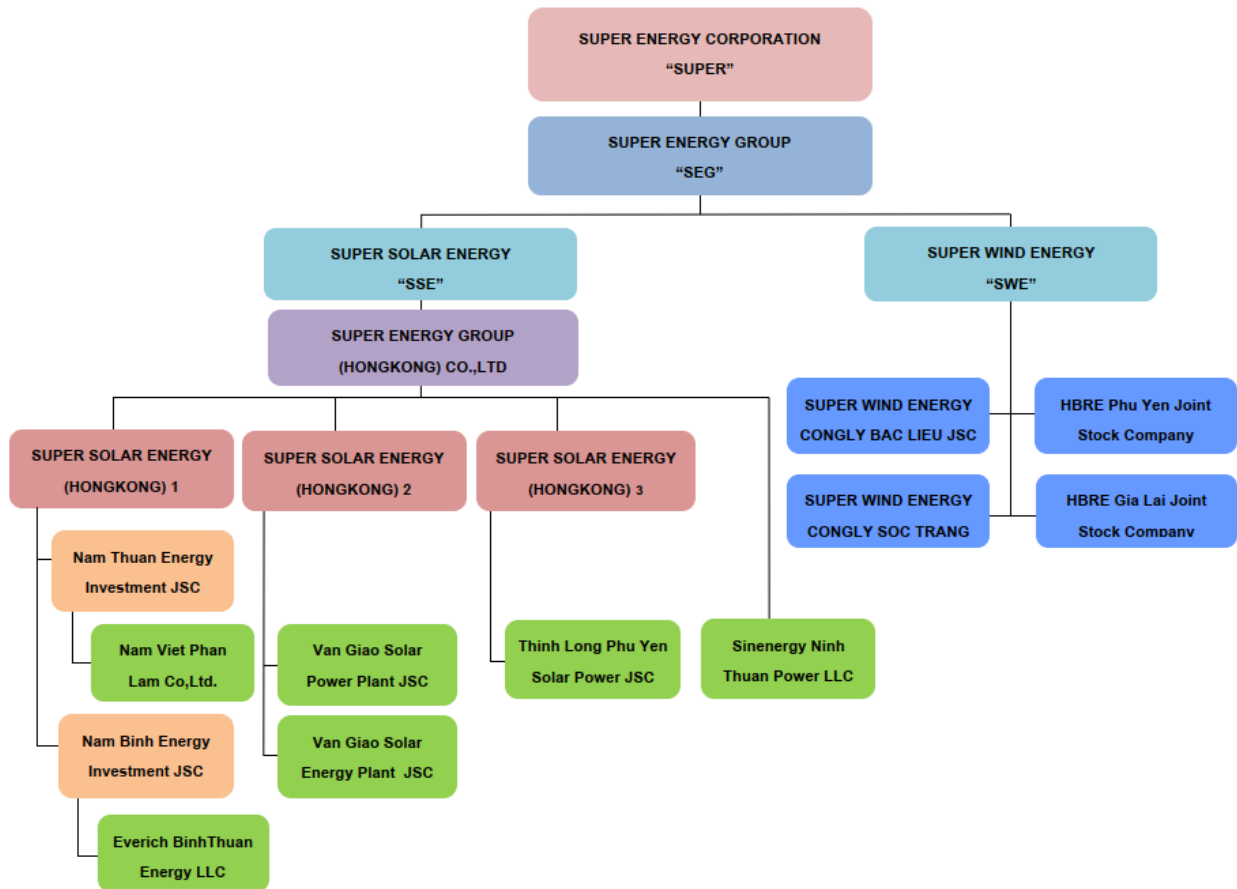 SUPER ENERGY CORPORATION
“SUPER”
SUPER ENERGY GROUP
“SEG”
SUPER SOLAR ENERGY
“SSE”
SUPER WIND ENERGY
“SWE”
SUPER ENERGY GROUP
(HONGKONG) CO.,LTD
SUPER WIND ENERGY
CONGLY BAC LIEU JSC
HBRE Phu Yen Joint
Stock Company
SUPER SOLAR ENERGY
(HONGKONG) 1
SUPER SOLAR ENERGY
(HONGKONG) 2
SUPER SOLAR ENERGY
(HONGKONG) 3
SUPER WIND ENERGY
CONGLY SOC TRANG
HBRE Gia Lai Joint
Stock Company
Nam Thuan Energy
Investment JSC
Nam Viet Phan
Lam Co,Ltd.
Van Giao Solar
Power Plant JSC
Thinh Long Phu Yen
Solar Power JSC
Sinenergy Ninh
Thuan Power LLC
Nam Binh Energy
Investment JSC
Van Giao Solar
Energy Plant JSC
Everich BinhThuan
Energy LLC